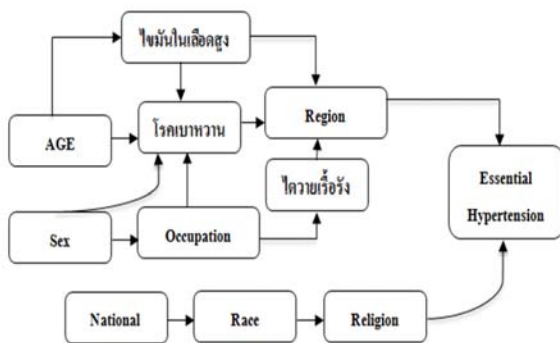 ไขมันในเลือดสูง
AGE
โรคเบาหวาน
Region
ไตวายเรื้อรัง
Essential
Hypertension
Sex
Occupation
National
Race
Religion